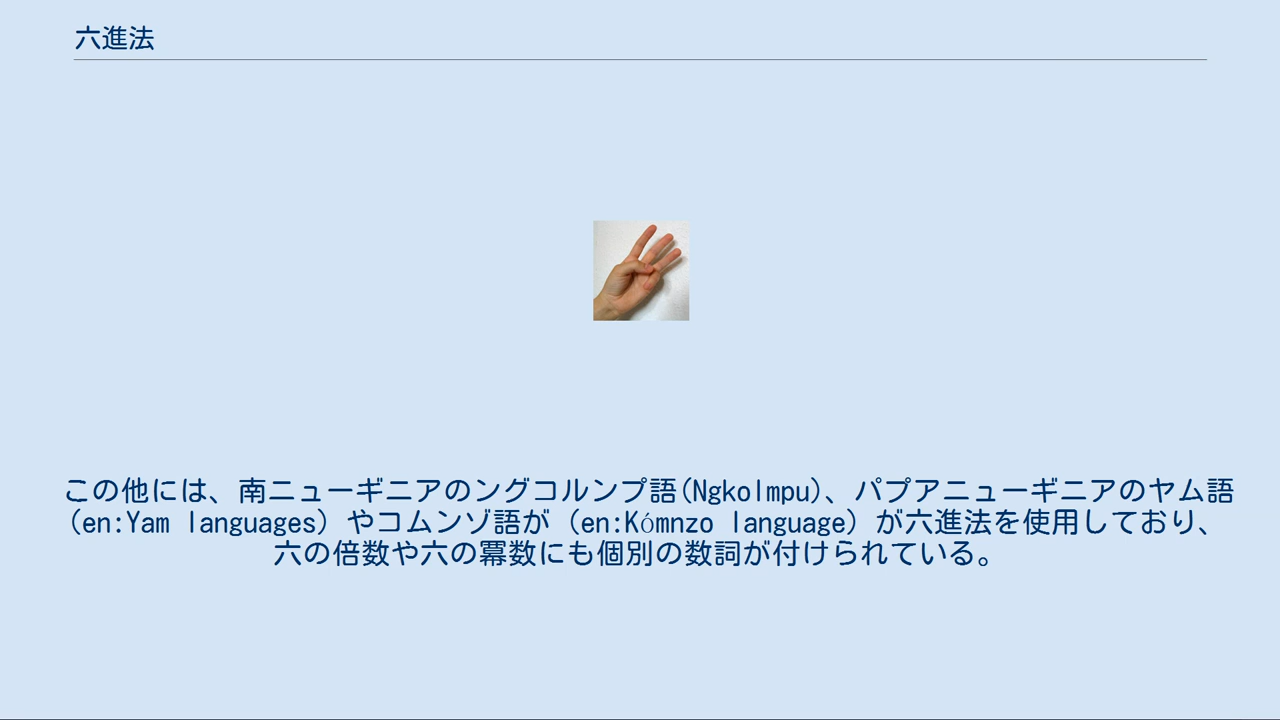 六進法
この他には、南ニューギニアのングコルンプ語(Ngkolmpu)、パプアニューギニアのヤム語
(en:Yam languages) やコムンゾ語が (en:Kómnzo language) が六進法を使用しており、
六の倍数や六の冪数にも個別の数詞が付けられている。